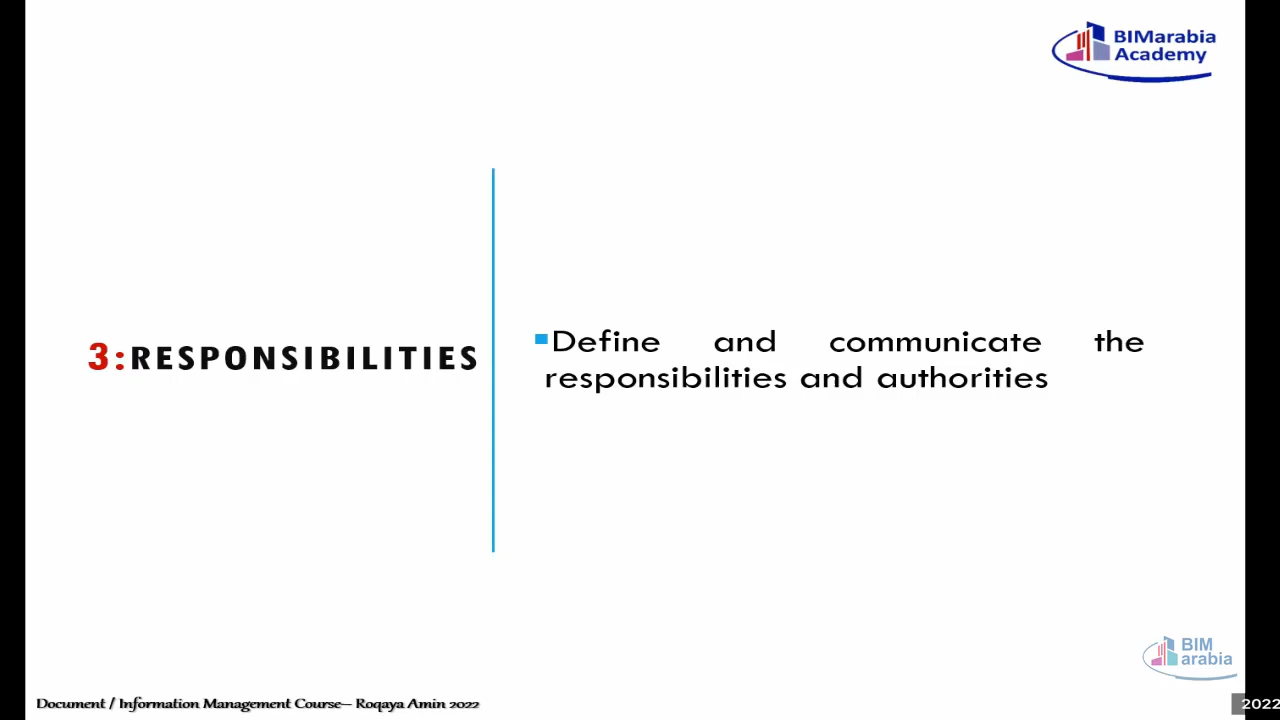 BIMarabia
Academy
3:RESPONSIBILITIES
Define and communicate the
responsibilities and authorities
BIM
arabia
Document / Information Management Course– Roqaya Amin 2022
2022